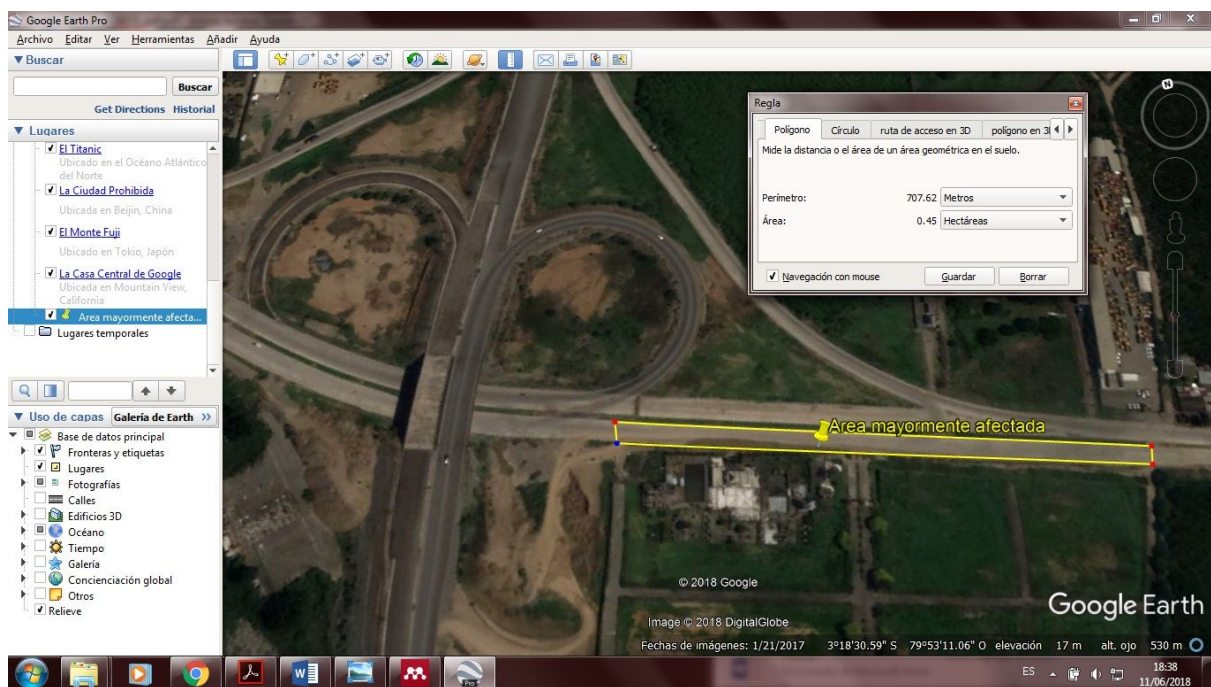 Google Earth Pro
Archivo Editar Ver Herramientas Añadir Ayuda
Buscar
Buscar
Get Directions Historial
Lugares
El Titanic
Ubicado en el Océano Atlántico
del Norte
La Ciudad Prohibida
Ubicada en Beijin, China
El Monte Fuji
Ubicado en Tokio, Japón
La Casa Central de Google
Ubicada en Mountain View,
California
Area mayormente afecta...
Lugares temporales
Uso de capas Galería de Earth >>
Base de datos principal
Fronteras y etiquetas
Lugares
Fotografías
Calles
Edificios 3D
Océano
Tiempo
Galería
Concienciación global
Otros
Relieve
Regla
Polígono Círculo ruta de acceso en 3D polígono en 3
Mide la distancia o el área de un área geométrica en el suelo.
Perímetro: 707.62 Metros
Área: 0.45 Hectáreas
Navegación con mouse Guardar Borrar
N
Area mayormente afectada
© 2018 Google
Google Earth
Image © 2018 DigitalGlobe
Fechas de imágenes: 1/21/2017 3°18'30.59" S 79°53'11.06" O elevación 17 m alt. ojo 530 m
W
Pro
ES
18:38
11/06/2018